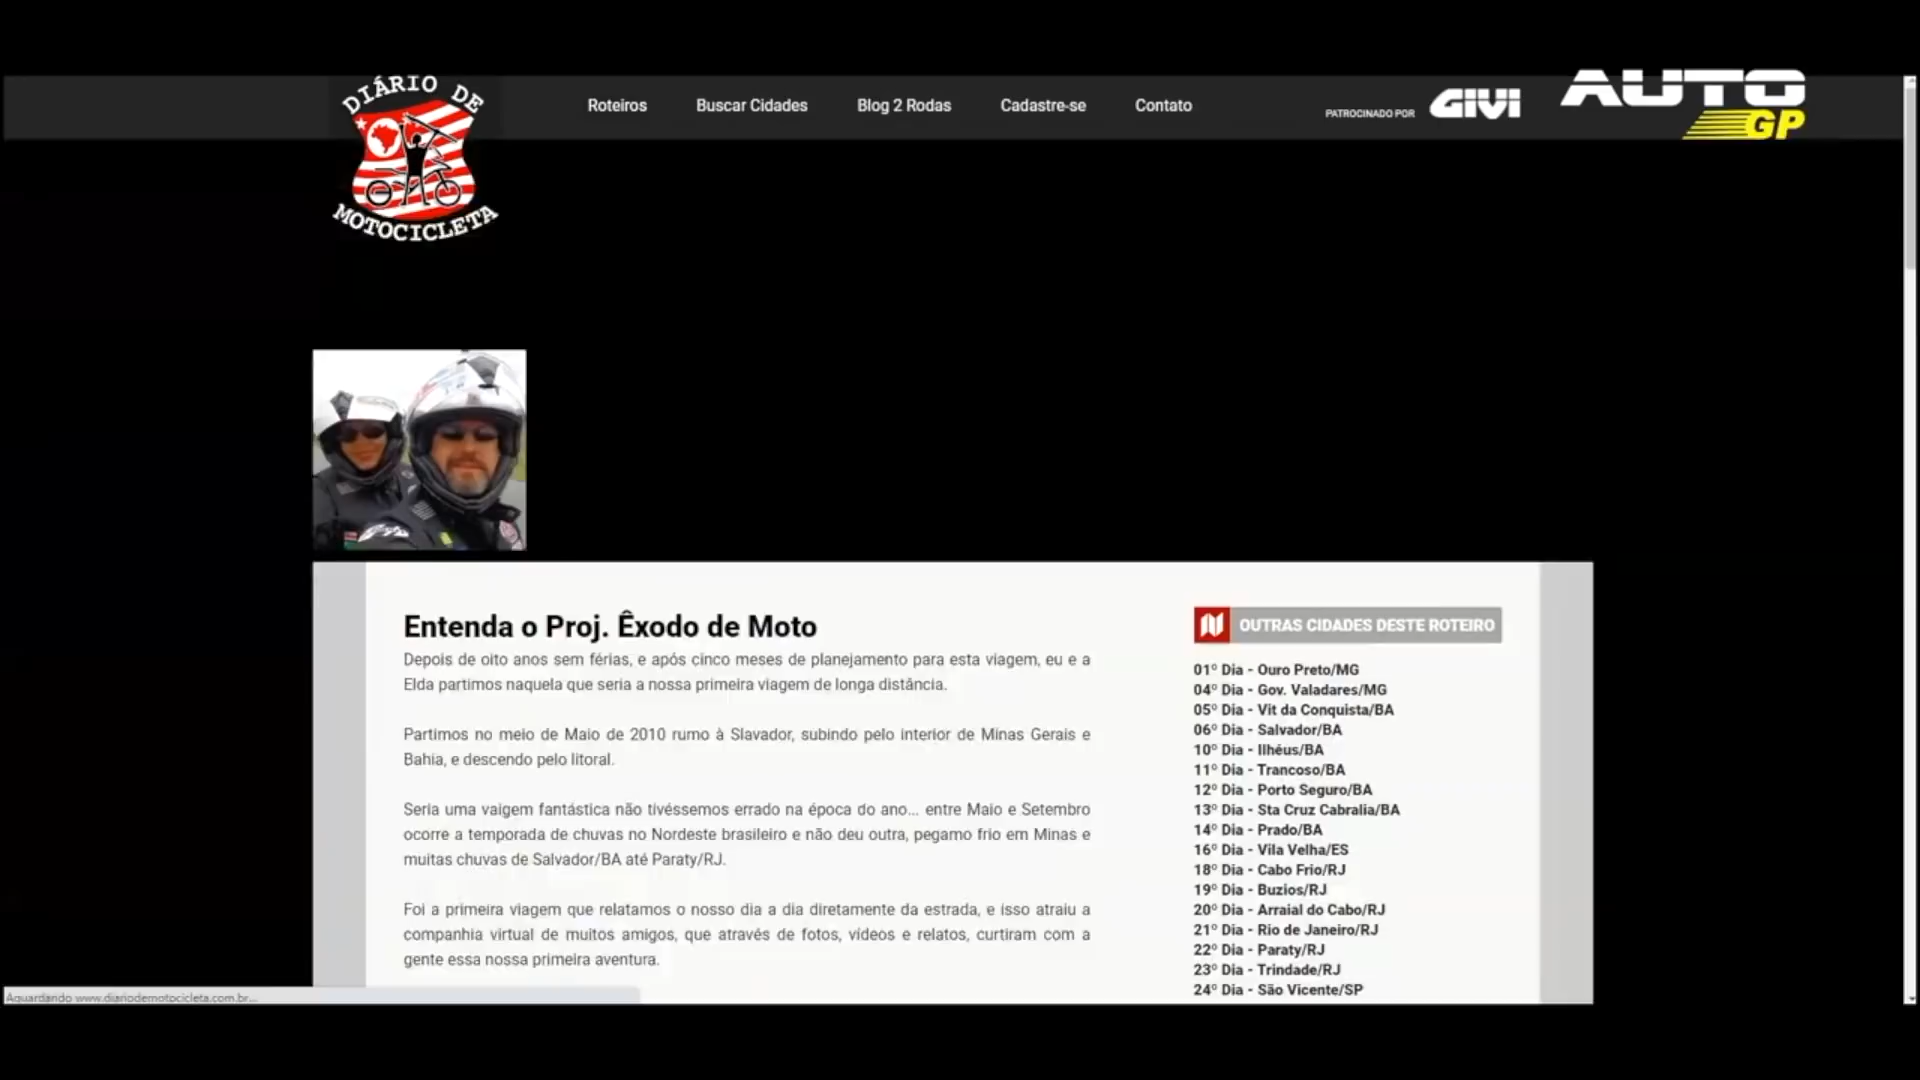 DIÁRIO DE
MOTOCICLETA
Roteiros
Buscar Cidades
Blog 2 Rodas
Cadastre-se
Contato
PATROCINADO POR
GIVI
AUTO
GP
Entenda o Proj. Êxodo de Moto
Depois de oito anos sem férias, e após cinco meses de planejamento para esta viagem, eu e a
Elda partimos naquela que seria a nossa primeira viagem de longa distância.
Partimos no meio de Maio de 2010 rumo à Slavador, subindo pelo interior de Minas Gerais e
Bahia, e descendo pelo litoral.
Seria uma vaigem fantástica não tivéssemos errado na época do ano... entre Maio e Setembro
ocorre a temporada de chuvas no Nordeste brasileiro e não deu outra, pegamo frio em Minas e
muitas chuvas de Salvador/BA até Paraty/RJ.
Foi a primeira viagem que relatamos o nosso dia a dia diretamente da estrada, e isso atraiu a
companhia virtual de muitos amigos, que através de fotos, vídeos e relatos, curtiram com a
gente essa nossa primeira aventura.
OUTRAS CIDADES DESTE ROTEIRO
01º Dia - Ouro Preto/MG
04º Dia - Gov. Valadares/MG
05º Dia - Vit da Conquista/BA
06º Dia - Salvador/BA
10º Dia - Ilhéus/BA
11º Dia - Trancoso/BA
12º Dia - Porto Seguro/BA
13º Dia - Sta Cruz Cabralia/BA
14º Dia - Prado/BA
16º Dia - Vila Velha/ES
18º Dia - Cabo Frio/RJ
19º Dia - Buzios/RJ
20º Dia - Arraial do Cabo/RJ
21º Dia - Rio de Janeiro/RJ
22º Dia - Paraty/RJ
23º Dia - Trindade/RJ
24º Dia - São Vicente/SP
Aguardando www.diariodemotocicleta.com.br...